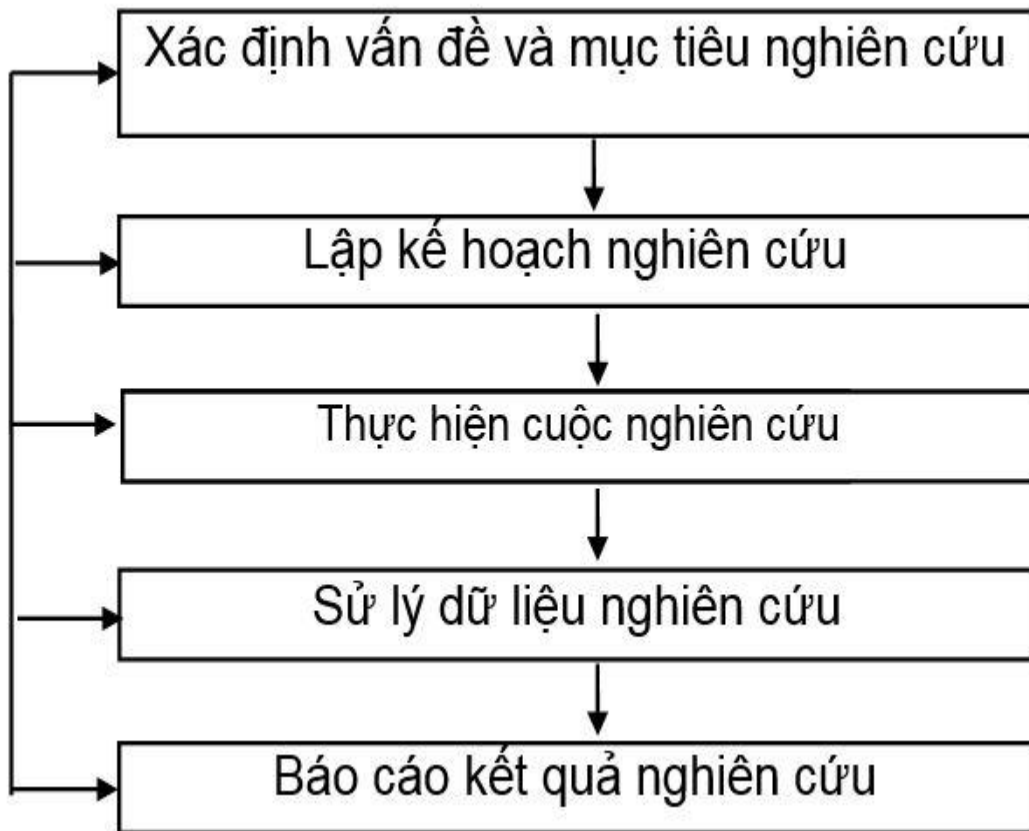 Xác định vấn đề và mục tiêu nghiên cứu
Lập kế hoạch nghiên cứu
Thực hiện cuộc nghiên cứu
Sử lý dữ liệu nghiên cứu
Báo cáo kết quả nghiên cứu